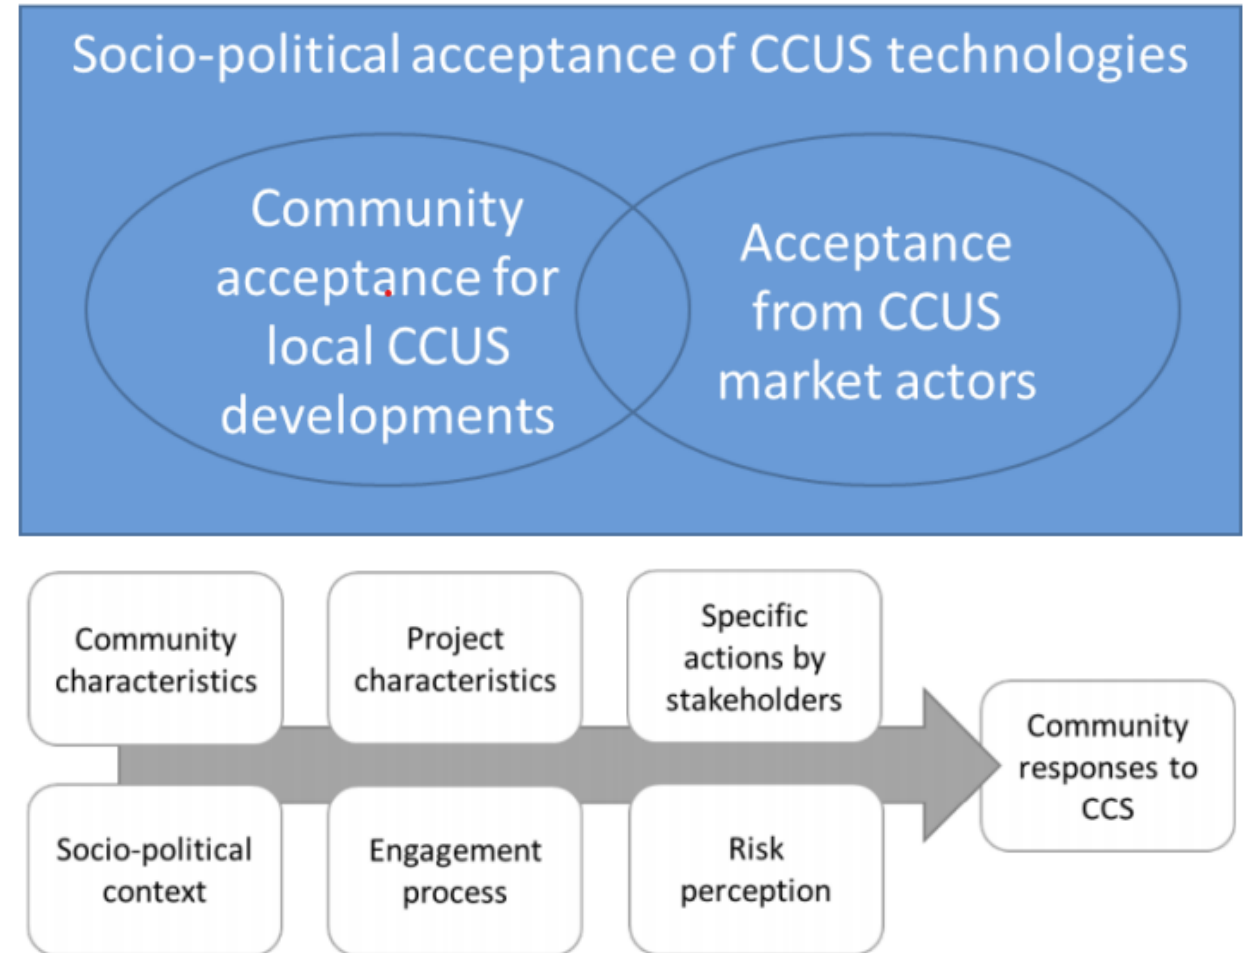 Socio-political acceptance of CCUS technologies
Community
acceptance for
local CCUS
developments
Acceptance
from CCUS
market actors
Community
characteristics
Project
characteristics
Specific
actions by
stakeholders
Community
responses to
CCS
Socio-political
context
Engagement
process
Risk
perception